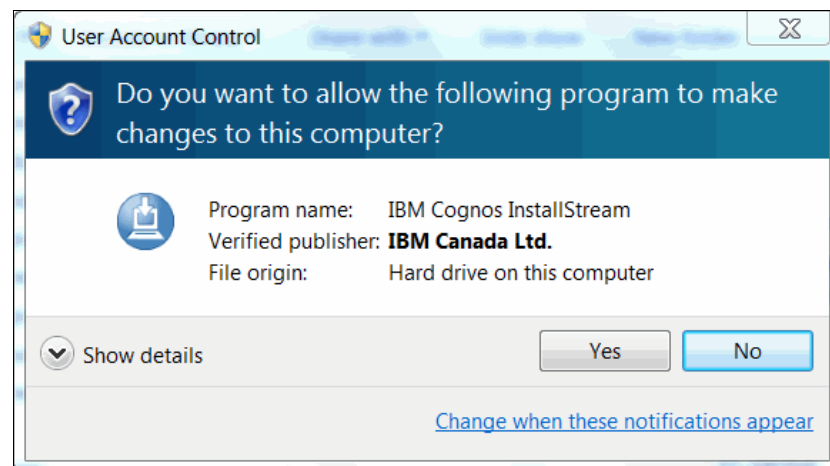 User Account Control
Do you want to allow the following program to make
changes to this computer?
Program name: IBM Cognos InstallStream
Verified publisher: IBM Canada Ltd.
File origin: Hard drive on this computer
Show details
Yes
No
Change when these notifications appear